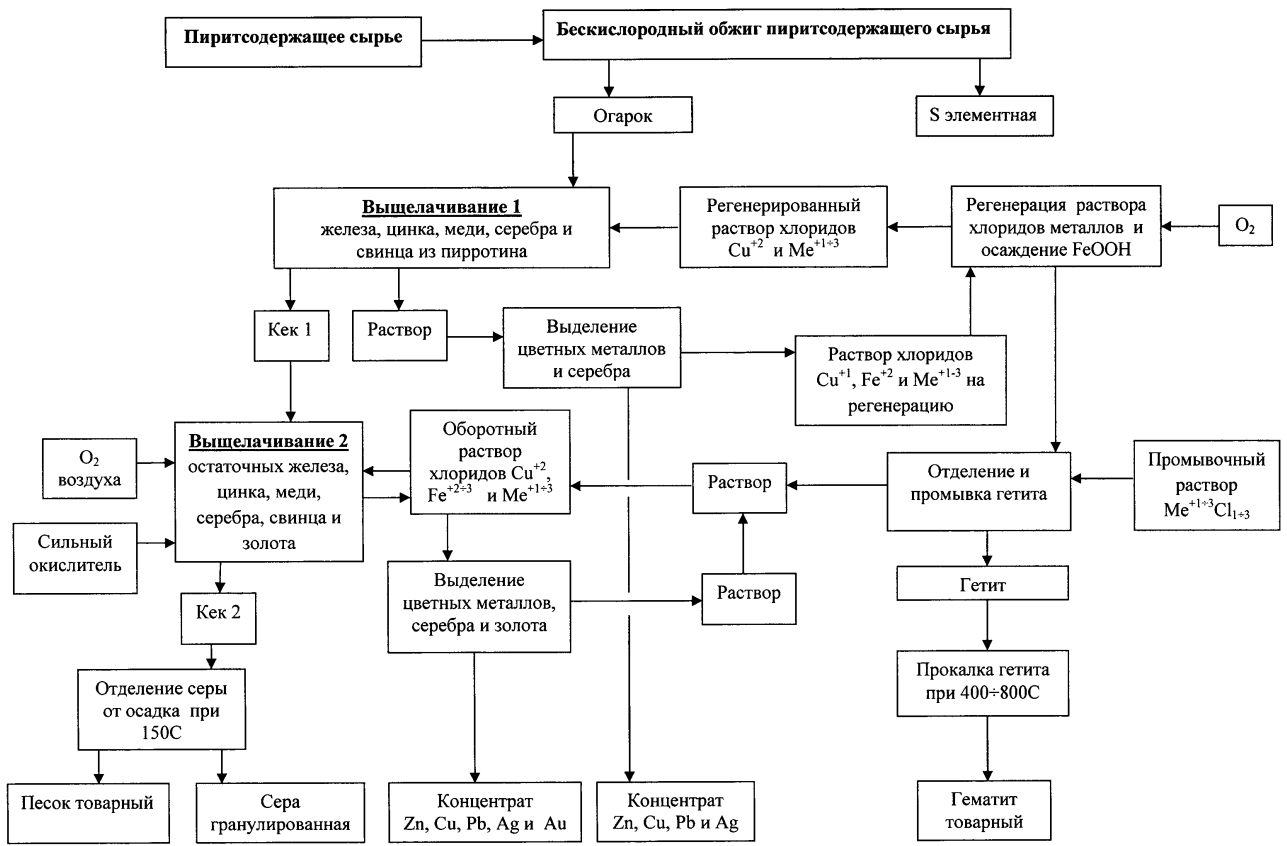 Пиритсодержащее сырье
Бескислородный обжиг пиритсодержащего сырья
Огарок
S элементная
Выщелачивание 1
железа, цинка, меди, серебра и
свинца из пирротина
Регенерированный
раствор хлоридов
Cu⁺² и Me⁺¹÷³
Регенерация раствора
хлоридов металлов и
осаждение FeOOH
O₂
Кек 1
Раствор
Выделение
цветных металлов
и серебра
Раствор хлоридов
Cu⁺¹, Fe⁺² и Me⁺¹⁻³ на
регенерацию
O₂
воздуха
Выщелачивание 2
остаточных железа,
цинка, меди,
серебра, свинца и
золота
Оборотный
раствор
хлоридов Cu⁺²,
Fe⁺²÷³ и Me⁺¹÷³
Раствор
Отделение и
промывка гетита
Промывочный
раствор
Me⁺¹÷³Cl₁÷₃
Сильный
окислитель
Кек 2
Выделение
цветных металлов,
серебра и золота
Раствор
Гетит
Отделение серы
от осадка при
150С
Прокалка гетита
при 400÷800С
Песок товарный
Сера
гранулированная
Концентрат
Zn, Cu, Pb, Ag и Au
Концентрат
Zn, Cu, Pb и Ag
Гематит
товарный